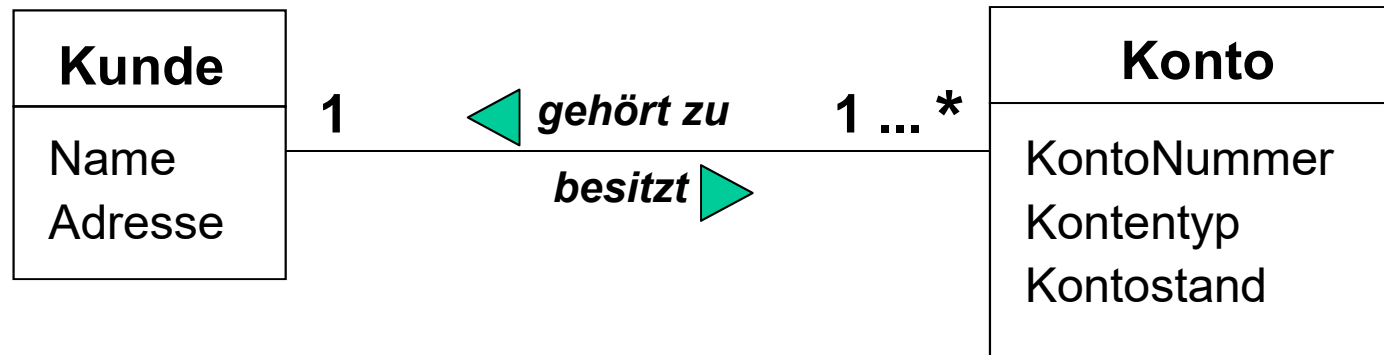 Kunde
Name
Adresse
1
gehört zu
1 ... *
besitzt
Konto
KontoNummer
Kontentyp
Kontostand